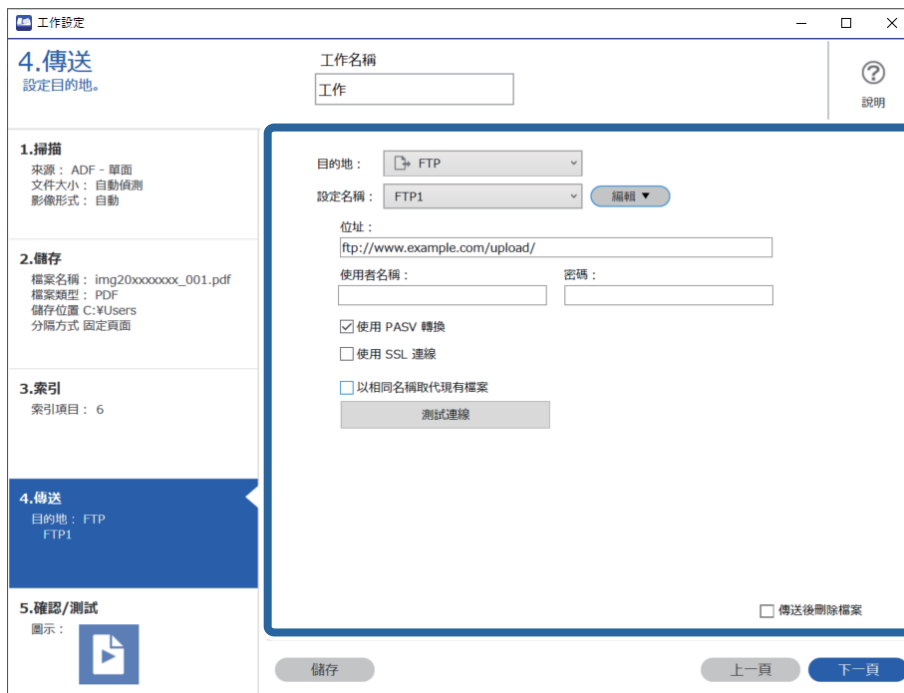 工作設定
4.傳送
設定目的地。
工作名稱
工作
說明
1.掃描
來源： ADF - 單面
文件大小： 自動偵測
影像形式： 自動
2.儲存
檔案名稱： img20xxxxxxx_001.pdf
檔案類型： PDF
儲存位置 C:¥Users
分隔方式 固定頁面
3.索引
索引項目： 6
4.傳送
目的地： FTP
FTP1
5.確認/測試
圖示：
目的地： FTP
設定名稱： FTP1 編輯 ▼
位址：
ftp://www.example.com/upload/
使用者名稱： 密碼：
使用 PASV 轉換
使用 SSL 連線
以相同名稱取代現有檔案
測試連線
傳送後刪除檔案
儲存 上一頁 下一頁